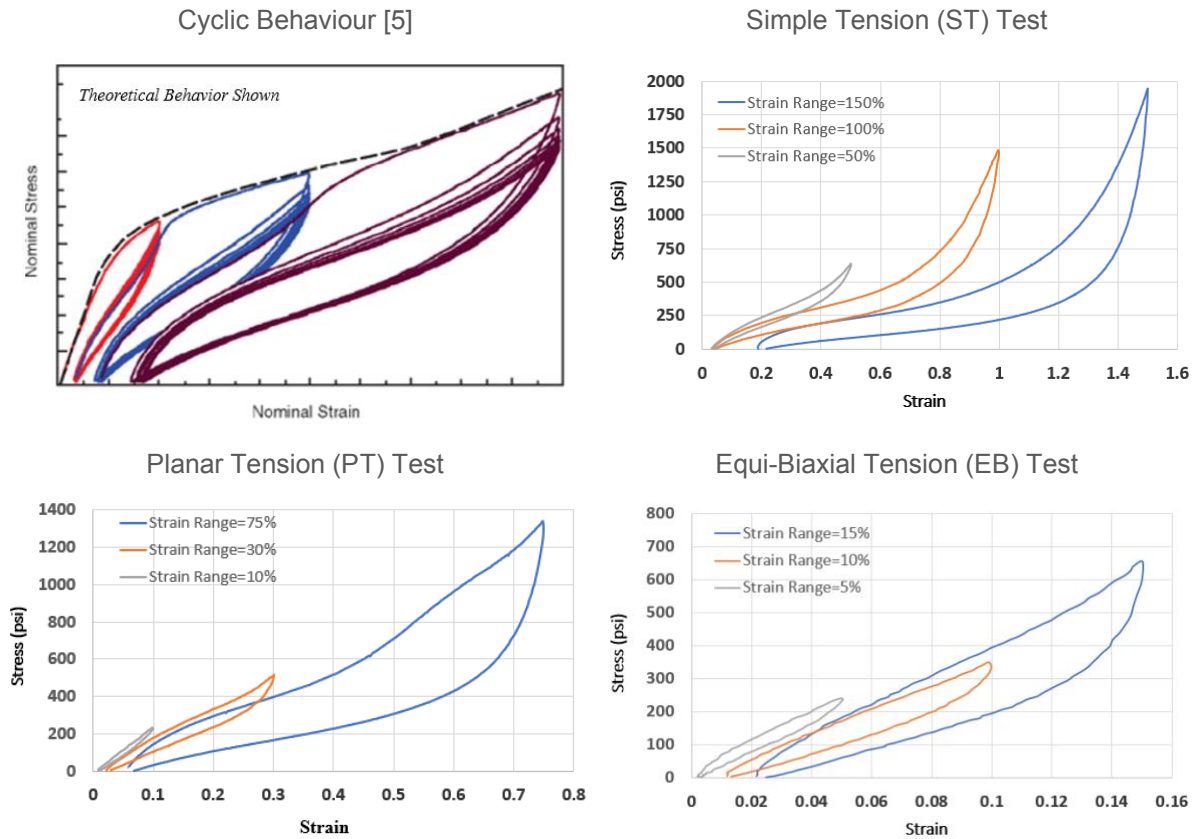 Cyclic Behaviour [5]
Theoretical Behavior Shown
Nominal Stress
Nominal Strain
Simple Tension (ST) Test
2000
1750
1500
1250
1000
750
500
250
0
Stress (psi)
Strain Range=150%
Strain Range=100%
Strain Range=50%
0 0.2 0.4 0.6 0.8 1 1.2 1.4 1.6
Strain
Planar Tension (PT) Test
1400
1200
1000
800
600
400
200
0
Stress (psi)
Strain Range=75%
Strain Range=30%
Strain Range=10%
0 0.1 0.2 0.3 0.4 0.5 0.6 0.7 0.8
Strain
Equi-Biaxial Tension (EB) Test
800
700
600
500
400
300
200
100
0
Stress (psi)
Strain Range=15%
Strain Range=10%
Strain Range=5%
0 0.02 0.04 0.06 0.08 0.1 0.12 0.14 0.16
Strain